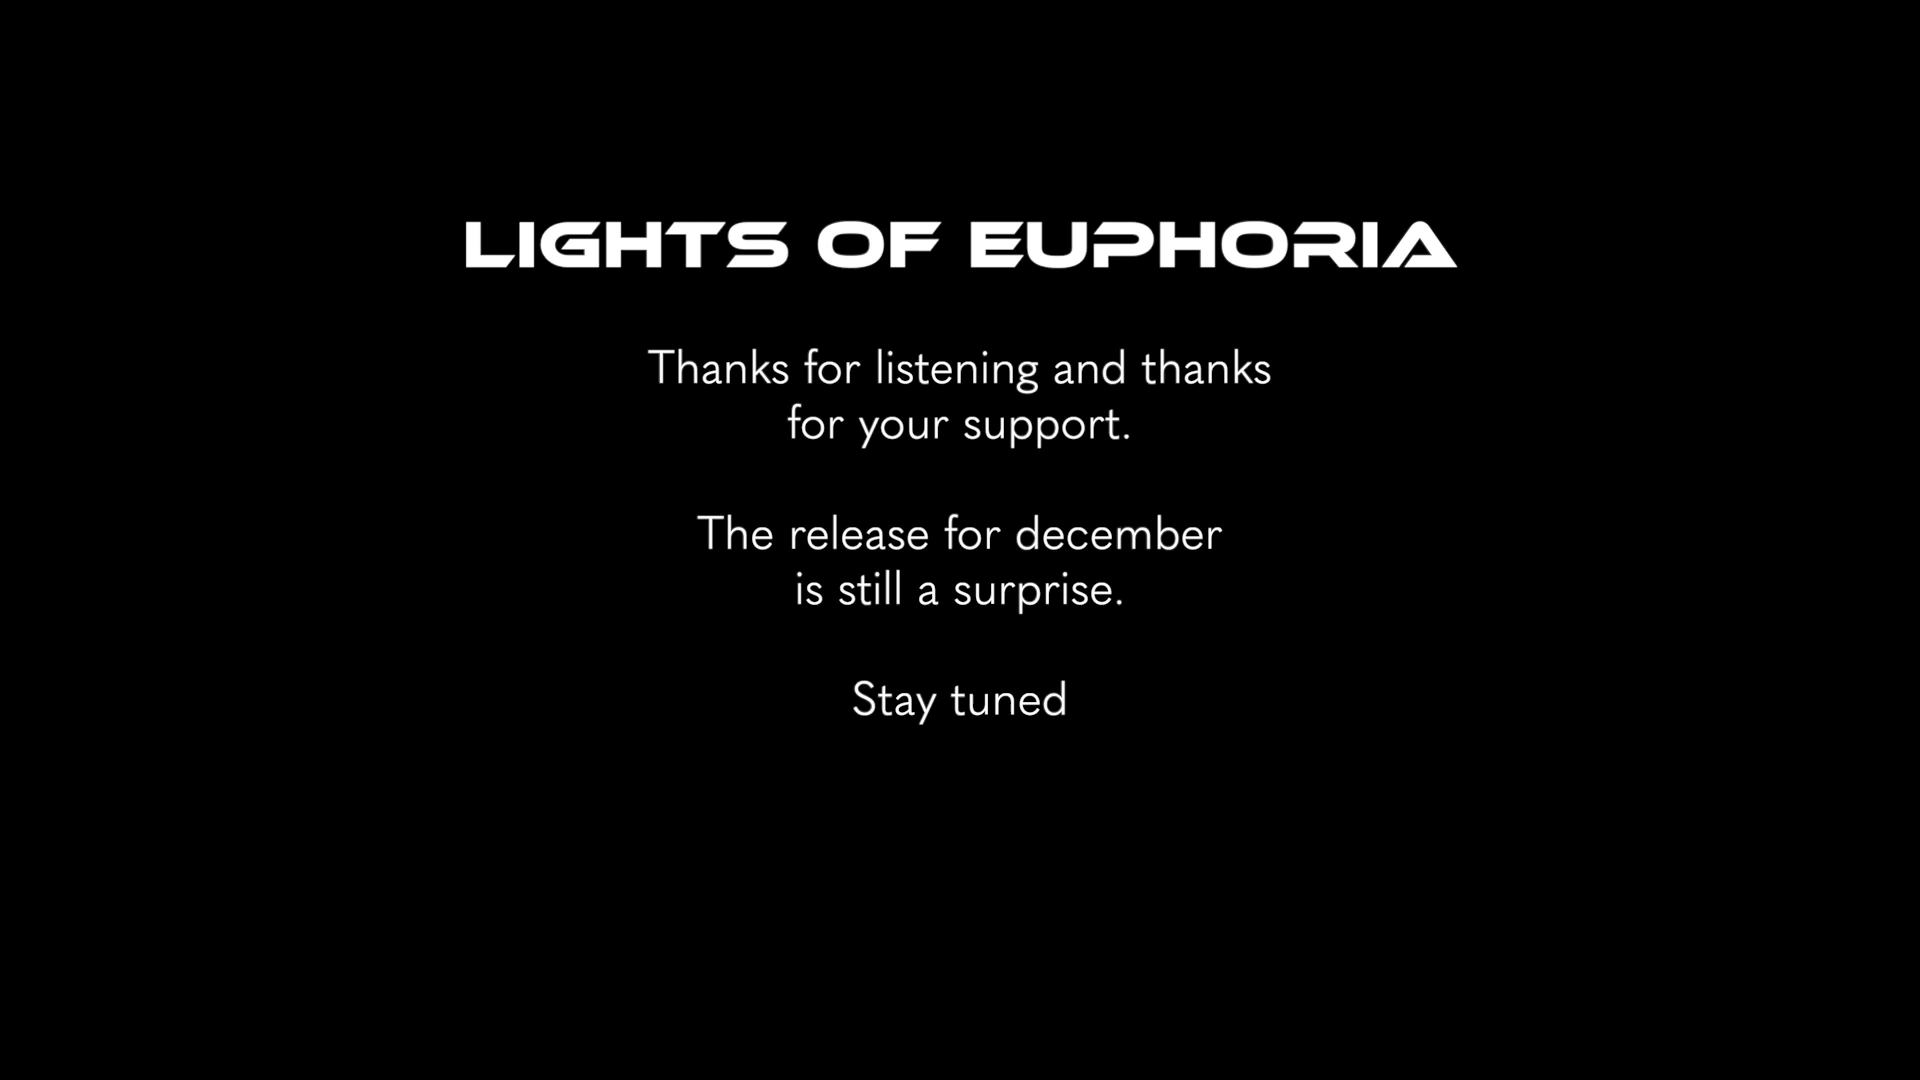 LIGHTS OF EUPHORIA
Thanks for listening and thanks
for your support.
The release for december
is still a surprise.
Stay tuned